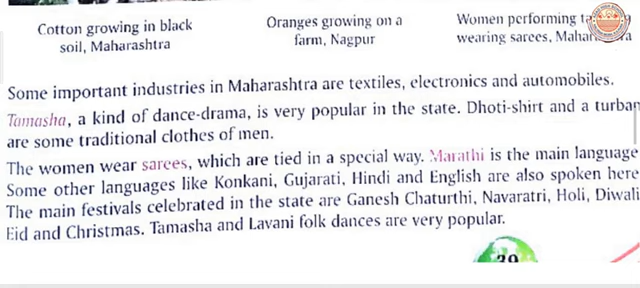 Cotton growing in black
soil, Maharashtra
Oranges growing on a
farm, Nagpur
Women performing
wearing sarees,
Some important industries in Maharashtra are textiles, electronics and automobiles.
Tamasha, a kind of dance-drama, is very popular in the state. Dhoti-shirt and a turban
are some traditional clothes of men.
The women wear sarees, which are tied in a special way. Marathi is the main language
Some other languages like Konkani, Gujarati, Hindi and English are also spoken here
The main festivals celebrated in the state are Ganesh Chaturthi, Navaratri, Holi, Diwali
Eid and Christmas. Tamasha and Lavani folk dances are very popular.
39